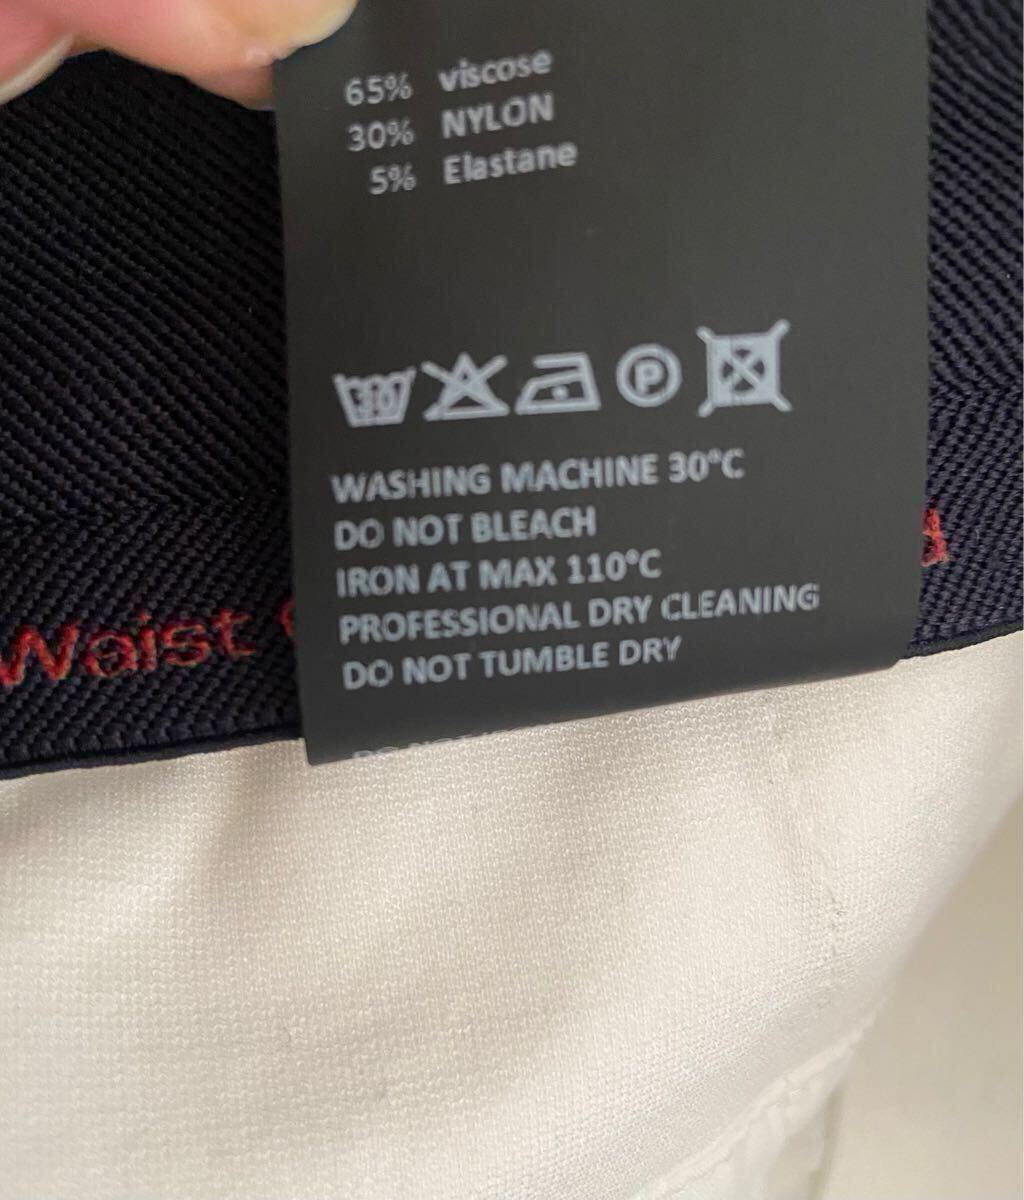 65% viscose
30% NYLON
5% Elastane
30
P
WASHING MACHINE 30°C
DO NOT BLEACH
IRON AT MAX 110°C
PROFESSIONAL DRY CLEANING
DO NOT TUMBLE DRY
Waist